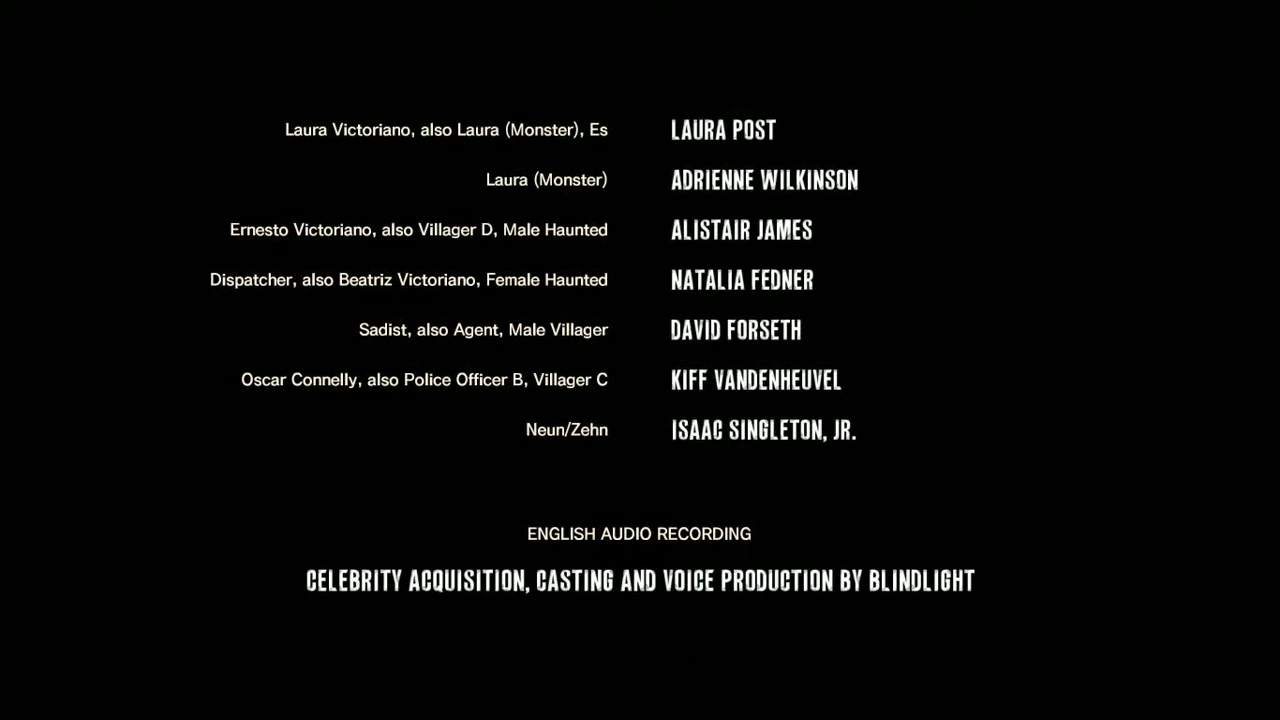 Laura Victoriano, also Laura (Monster), Es LAURA POST
Laura (Monster) ADRIENNE WILKINSON
Ernesto Victoriano, also Villager D, Male Haunted ALISTAIR JAMES
Dispatcher, also Beatriz Victoriano, Female Haunted NATALIA FEDNER
Sadist, also Agent, Male Villager DAVID FORSETH
Oscar Connelly, also Police Officer B, Villager C KIFF VANDENHEUVEL
Neun/Zehn ISAAC SINGLETON, JR.
ENGLISH AUDIO RECORDING
CELEBRITY ACQUISITION, CASTING AND VOICE PRODUCTION BY BLINDLIGHT